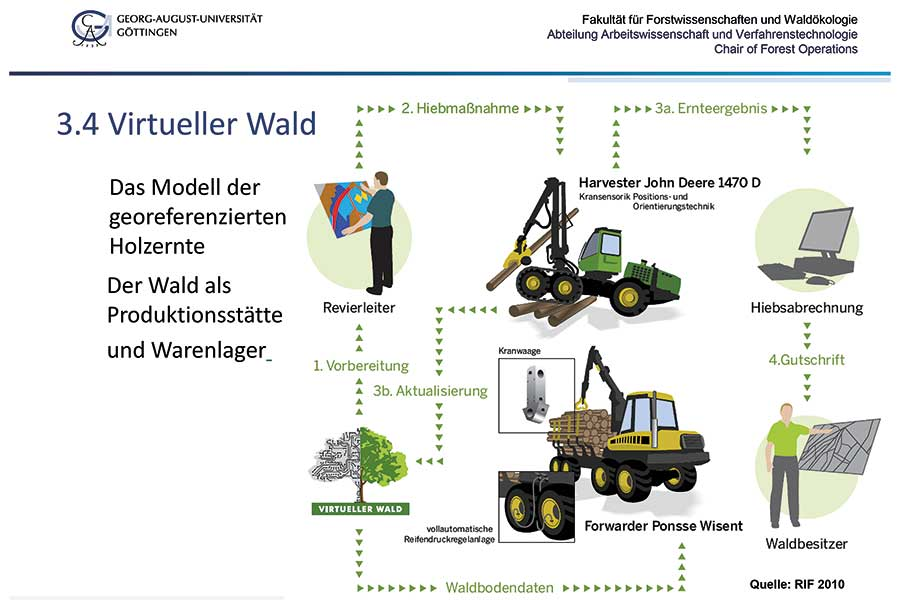 GEORG-AUGUST-UNIVERSITÄT
GÖTTINGEN
Fakultät für Forstwissenschaften und Waldökologie
Abteilung Arbeitswissenschaft und Verfahrenstechnologie
Chair of Forest Operations
3.4 Virtueller Wald
Das Modell der
georeferenzierten
Holzernte
Der Wald als
Produktionsstätte
und Warenlager
2. Hiebmaßnahme
3a. Ernteergebnis
Harvester John Deere 1470 D
Kransensorik Positions- und
Orientierungstechnik
Revierleiter
Hiebsabrechnung
1. Vorbereitung
3b. Aktualisierung
Kranwaage
4.Gutschrift
VIRTUELLER WALD
vollautomatische
Reifendruckregelanlage
Forwarder Ponsse Wisent
Waldbesitzer
Waldbodendaten
Quelle: RIF 2010